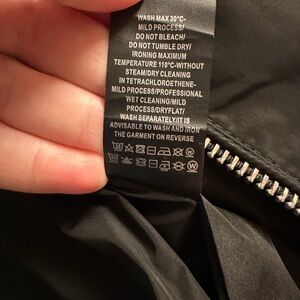 WASH MAX 30°C-
MILD PROCESS/
DO NOT BLEACH/
DO NOT TUMBLE DRY/
IRONING MAXIMUM
TEMPERATURE 110°C-WITHOUT
STEAM/DRY CLEANING
IN TETRACHLOROETHENE-
MILD PROCESS/PROFESSIONAL
WET CLEANING/MILD
PROCESS/DRYFLAT/
WASH SEPARATELY/IT IS
ADVISABLE TO WASH AND IRON
THE GARMENT ON REVERSE